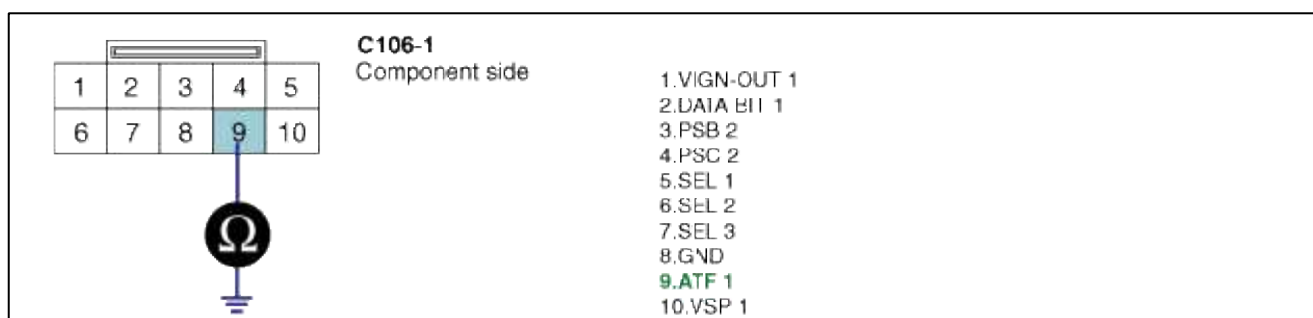 C106-1
Component side
1 2 3 4 5
6 7 8 9 10
Ω
1.VIGN-OUT 1
2.DATA BIT 1
3.PSB 2
4.PSC 2
5.SEL 1
6.SEL 2
7.SEL 3
8.GND
9.ATF 1
10.VSP 1